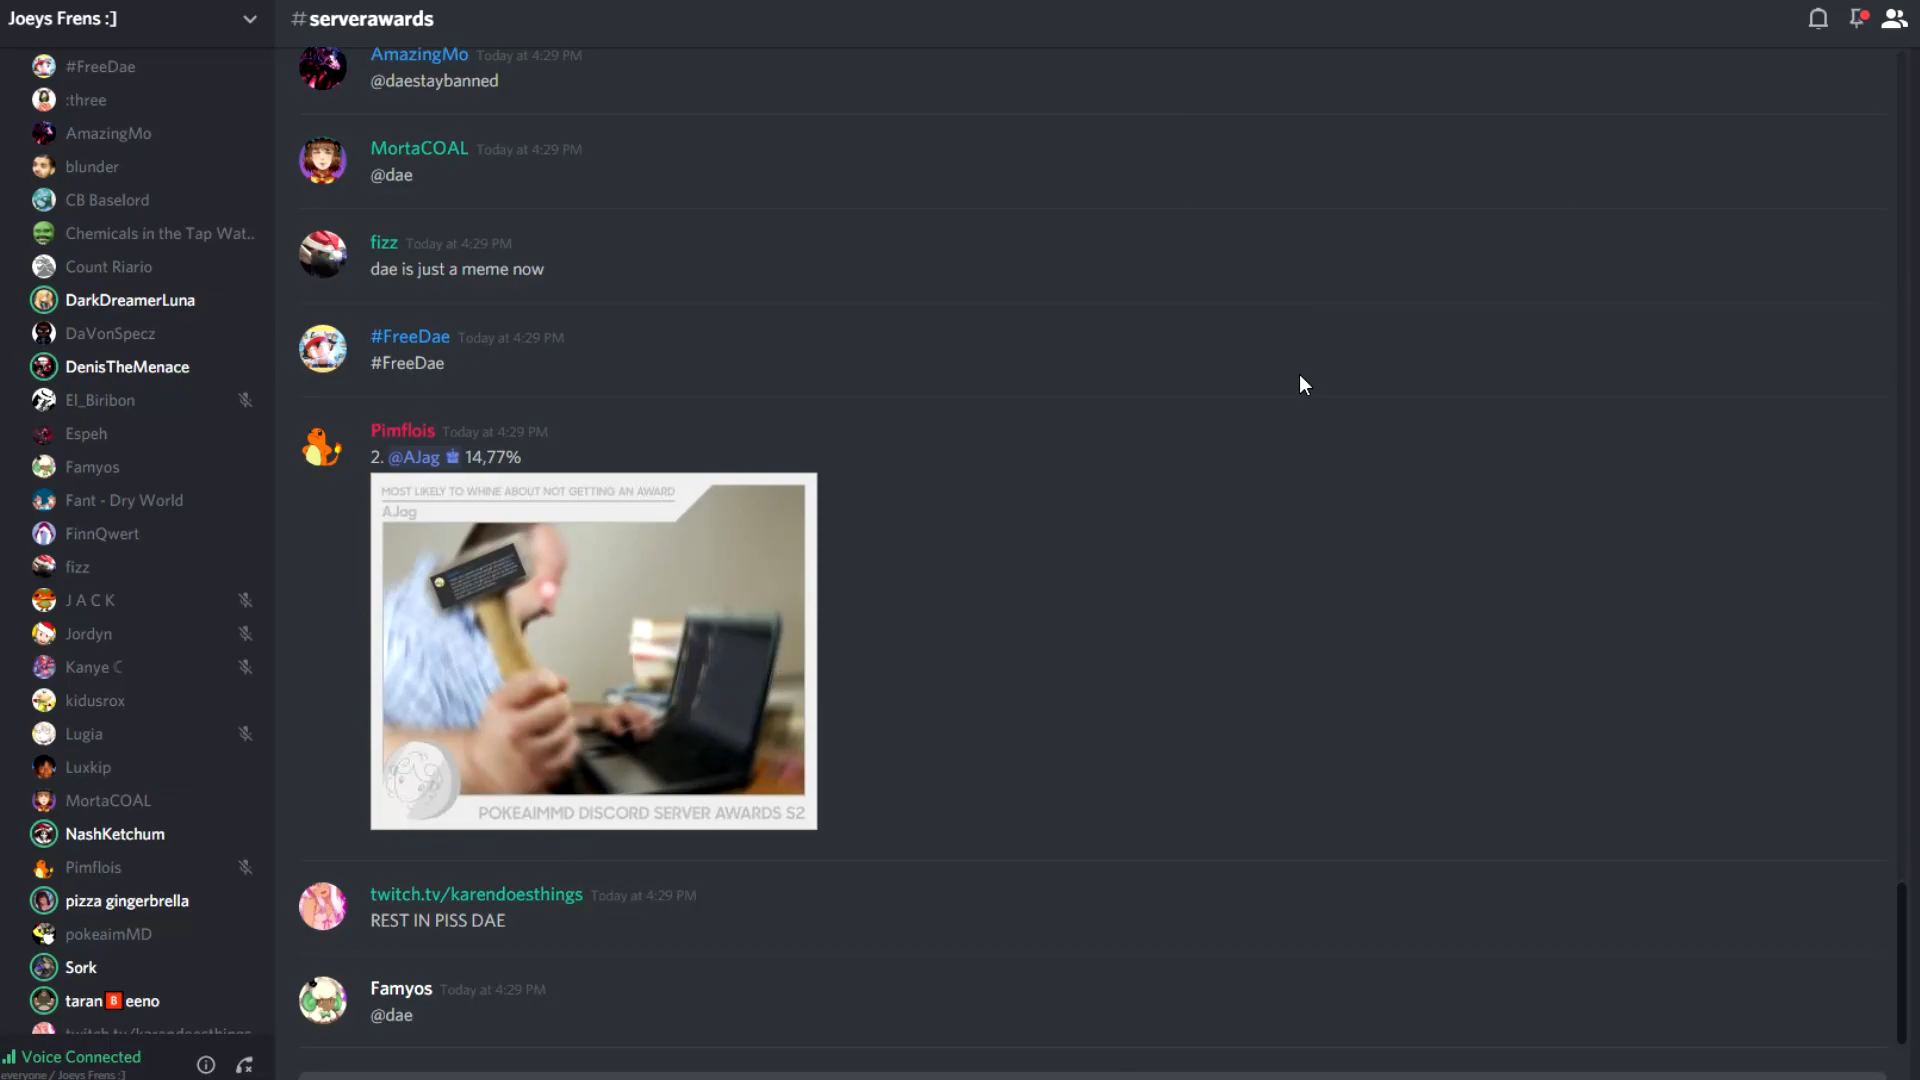 Joeys Frens :]
#FreeDae
:three
AmazingMo
blunder
CB Baselord
Chemicals in the Tap Wat..
Count Riario
DarkDreamerLuna
DaVonSpecz
DenisTheMenace
El_Biribon
Espeh
Famyos
Fant - Dry World
FinnQwert
fizz
J A C K
Jordyn
Kanye C
kidusrox
Lugia
Luxkip
MortaCOAL
NashKetchum
Pimflois
pizza gingerbrella
pokeaimMD
Sork
taran B eeno
twitch.tv/karendoesthings
Voice Connected
everyone / Joeys Frens :]
# serverawards
AmazingMo Today at 4:29 PM
@daestaybanned
MortaCOAL Today at 4:29 PM
@dae
fizz Today at 4:29 PM
dae is just a meme now
#FreeDae Today at 4:29 PM
#FreeDae
Pimflois Today at 4:29 PM
2. @AJag 14,77%
MOST LIKELY TO WHINE ABOUT NOT GETTING AN AWARD
AJag
POKEAIMMD DISCORD SERVER AWARDS S2
twitch.tv/karendoesthings Today at 4:29 PM
REST IN PISS DAE
Famyos Today at 4:29 PM
@dae